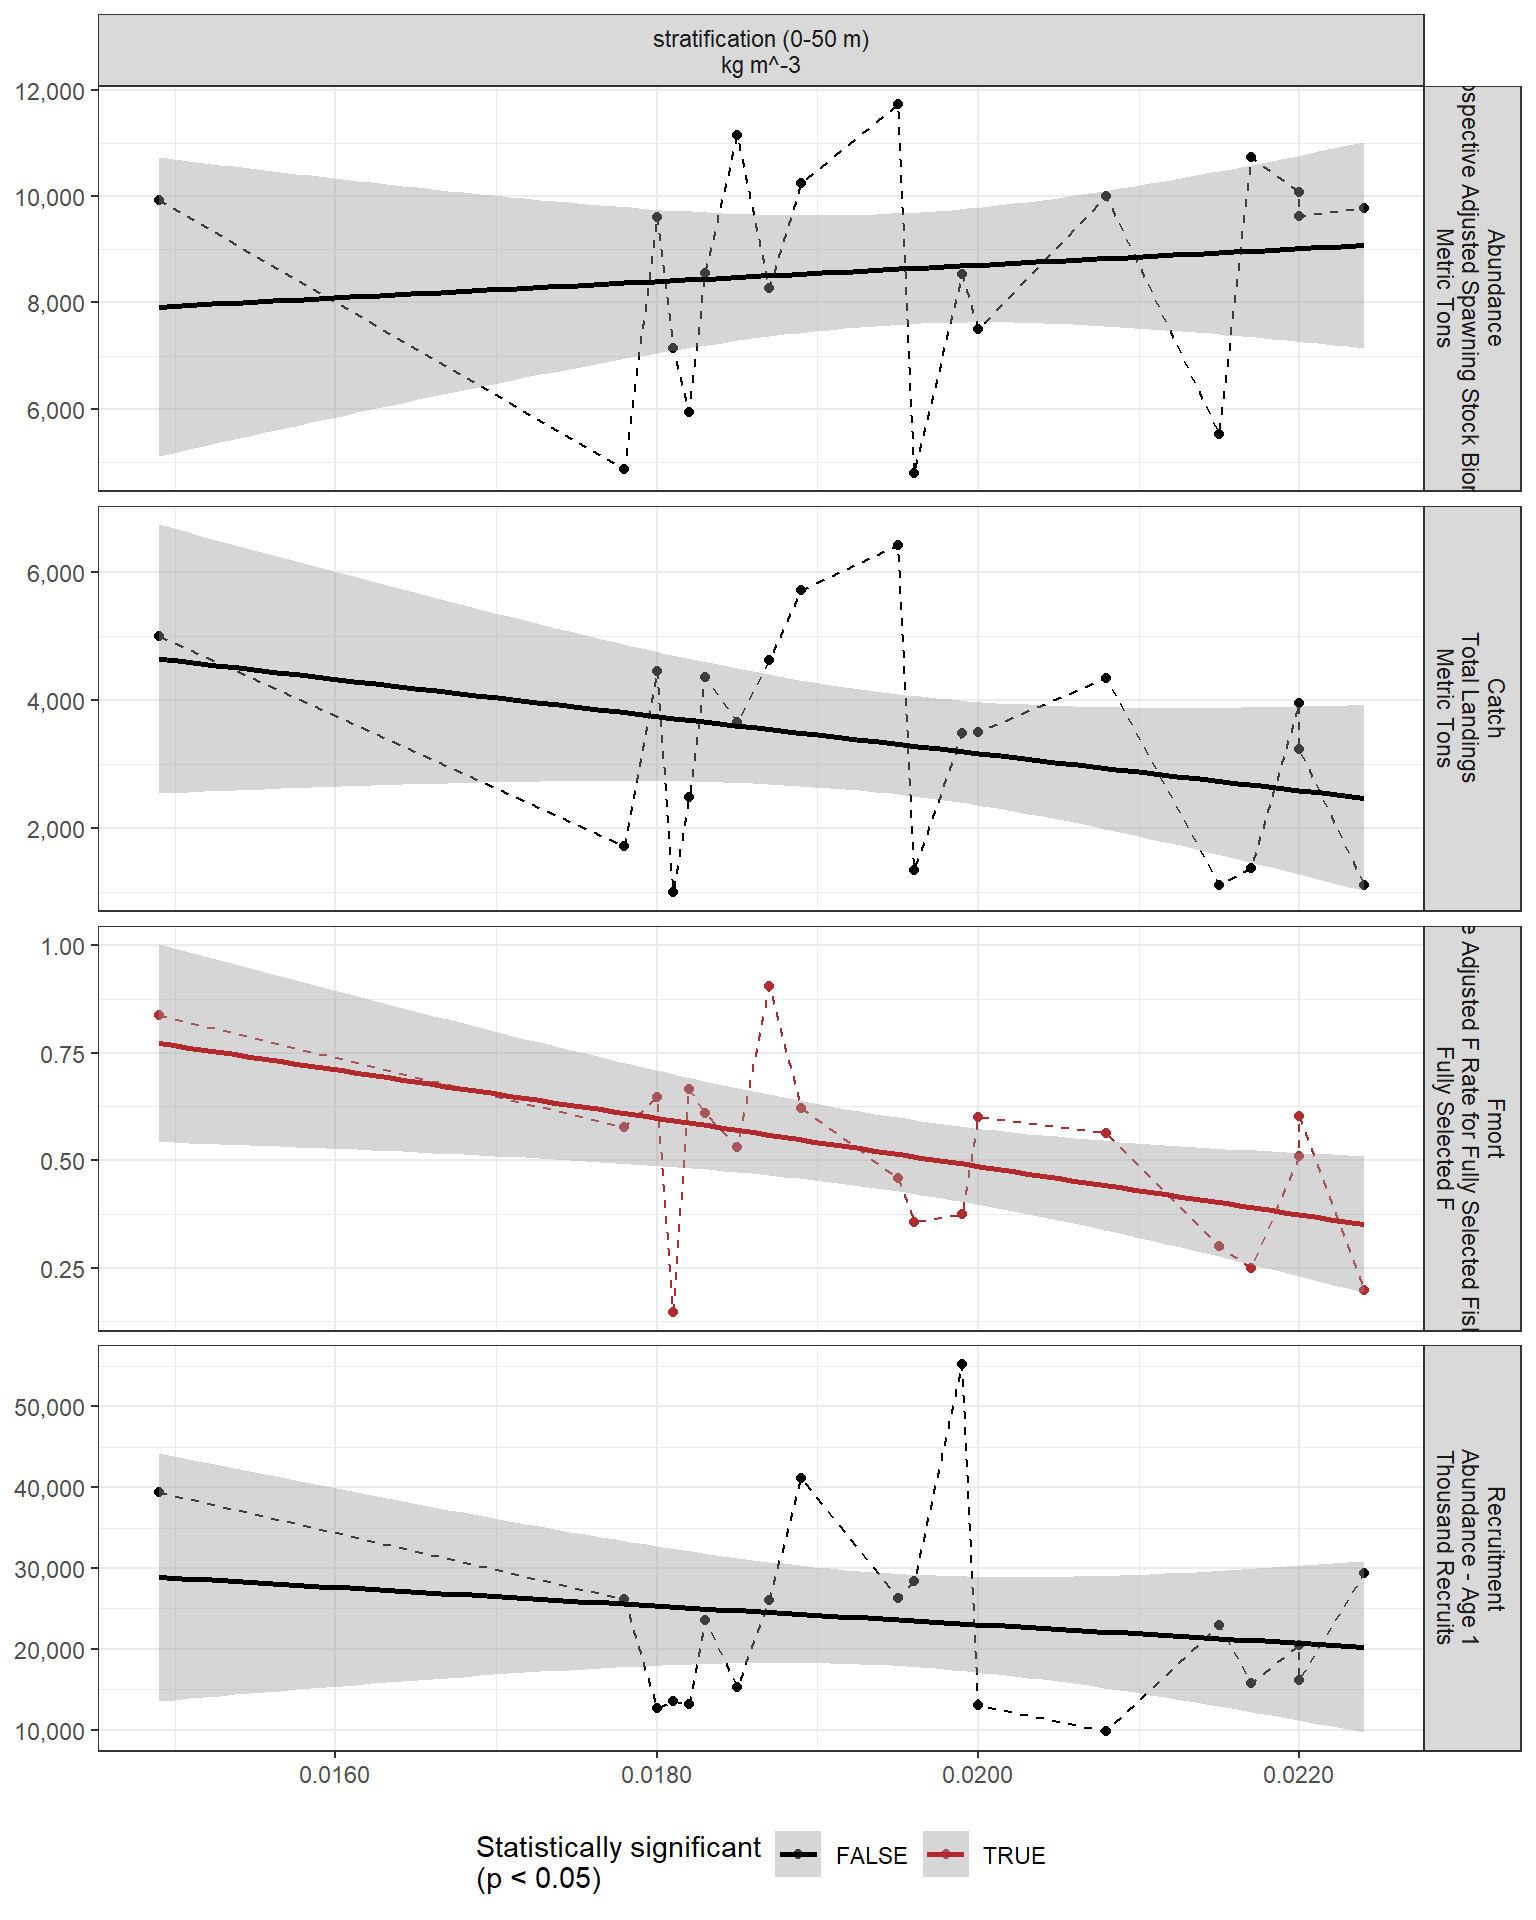 stratification (0-50 m)
kg m^-3
12,000
10,000
8,000
6,000
Abundance
Adjusted Spawning Stock
Metric Tons
6,000
4,000
2,000
Catch
Total Landings
Metric Tons
1.00
0.75
0.50
0.25
Fmort
Adjusted F Rate for Fully Selected
Fully Selected F
50,000
40,000
30,000
20,000
10,000
Recruitment
Abundance - Age 1
Thousand Recruits
0.0160
0.0180
0.0200
0.0220
Statistically significant
(p < 0.05)
FALSE
TRUE